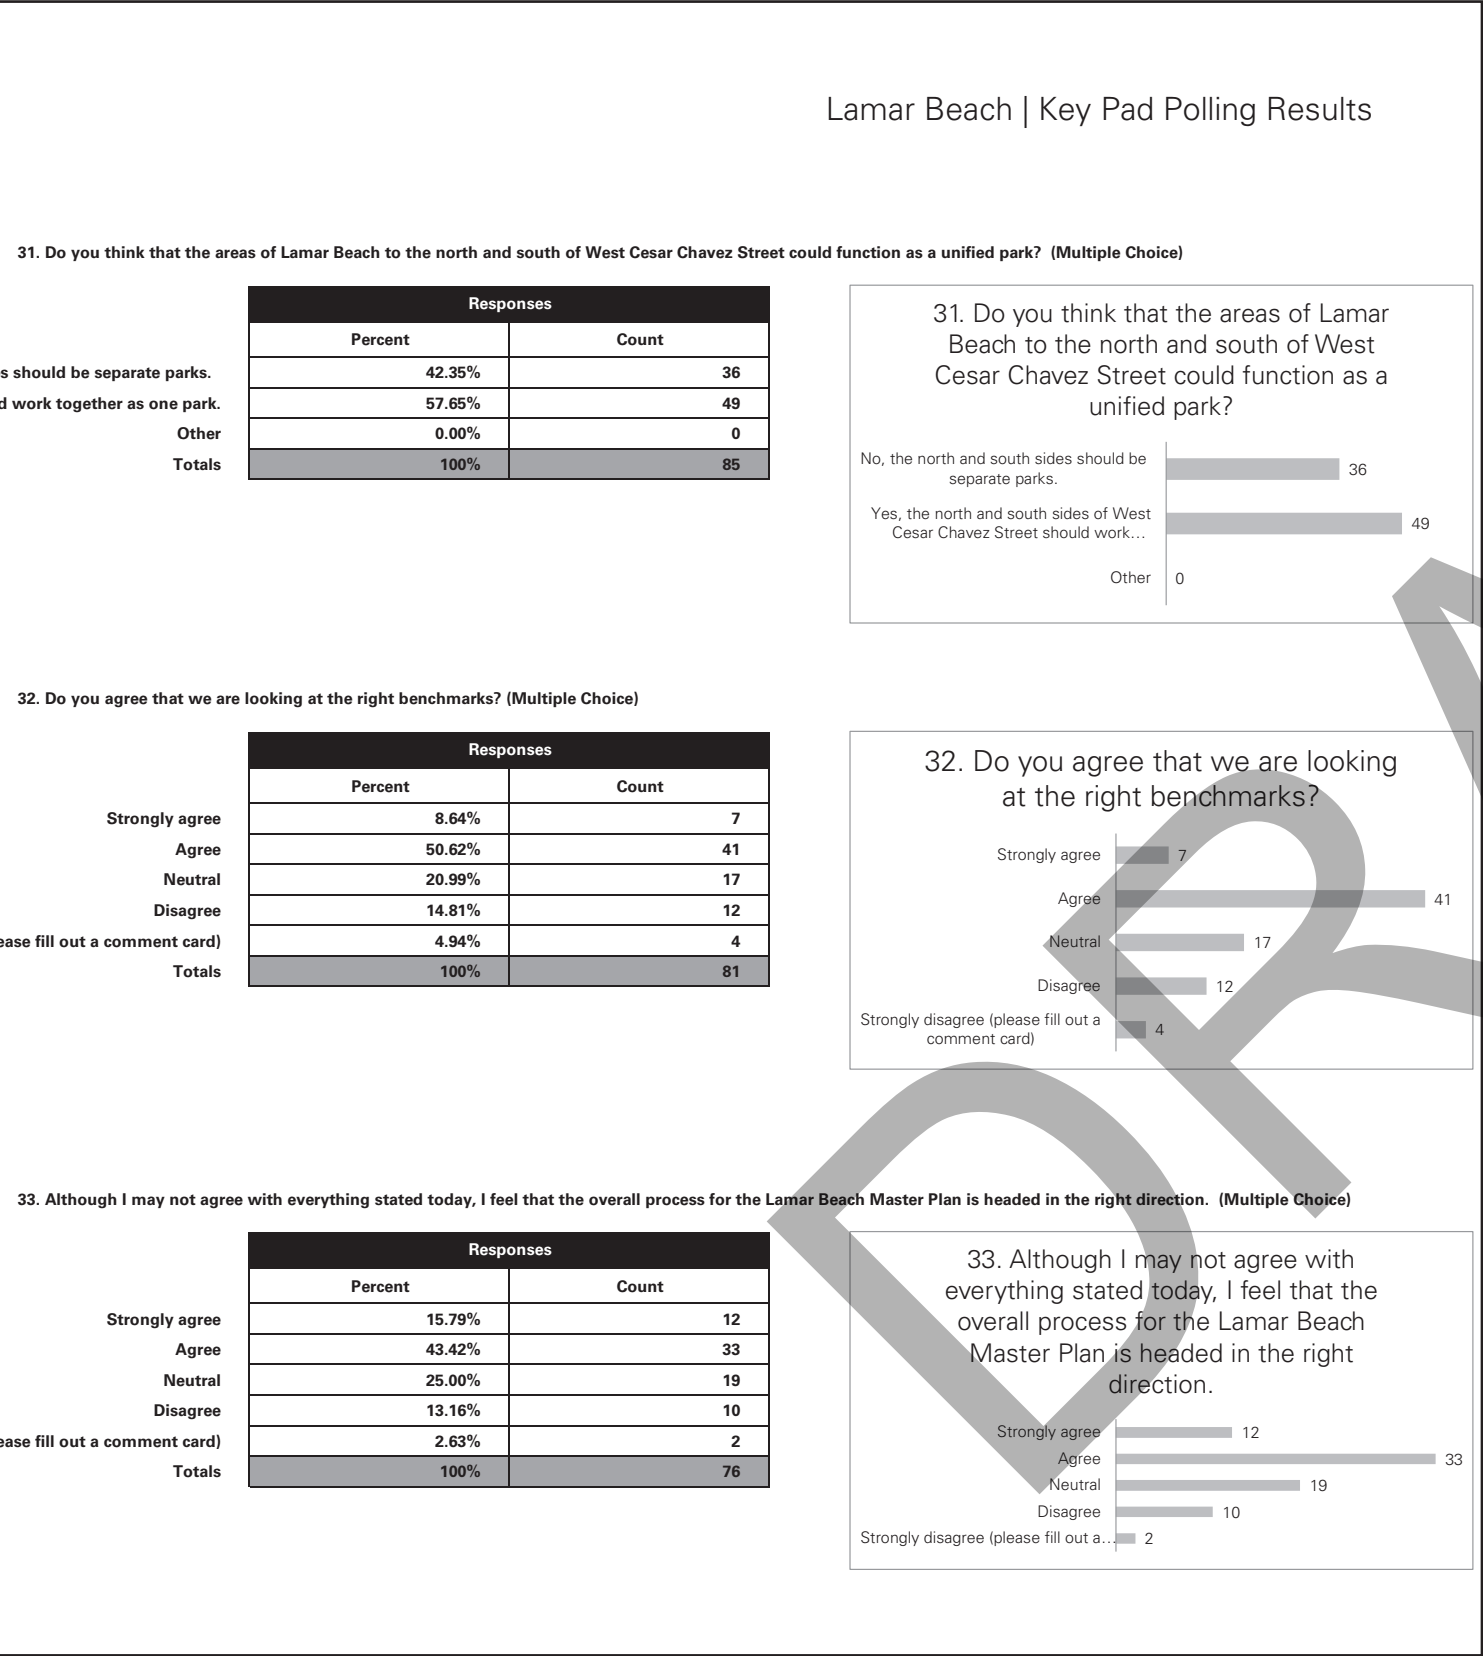 Lamar Beach | Key Pad Polling Results
31. Do you think that the areas of Lamar Beach to the north and south of West Cesar Chavez Street could function as a unified park?  (Multiple Choice)
Responses
Percent Count
should be separate parks. 42.35% 36
work together as one park. 57.65% 49
Other 0.00% 0
Totals 100% 85
31. Do you think that the areas of Lamar
Beach to the north and south of West
Cesar Chavez Street could function as a
unified park?
No, the north and south sides should be
separate parks.
36
Yes, the north and south sides of West
Cesar Chavez Street should work…
49
Other 0
32. Do you agree that we are looking at the right benchmarks? (Multiple Choice)
Responses
Percent Count
Strongly agree 8.64% 7
Agree 50.62% 41
Neutral 20.99% 17
Disagree 14.81% 12
fill out a comment card) 4.94% 4
Totals 100% 81
32. Do you agree that we are looking
at the right benchmarks?
Strongly agree 7
Agree 41
Neutral 17
Disagree 12
Strongly disagree (please fill out a
comment card)
4
33. Although I may not agree with everything stated today, I feel that the overall process for the Lamar Beach Master Plan is headed in the right direction.  (Multiple Choice)
Responses
Percent Count
Strongly agree 15.79% 12
Agree 43.42% 33
Neutral 25.00% 19
Disagree 13.16% 10
fill out a comment card) 2.63% 2
Totals 100% 76
33. Although I may not agree with
everything stated today, I feel that the
overall process for the Lamar Beach
Master Plan is headed in the right
direction.
Strongly agree 12
Agree 33
Neutral 19
Disagree 10
Strongly disagree (please fill out a… 2